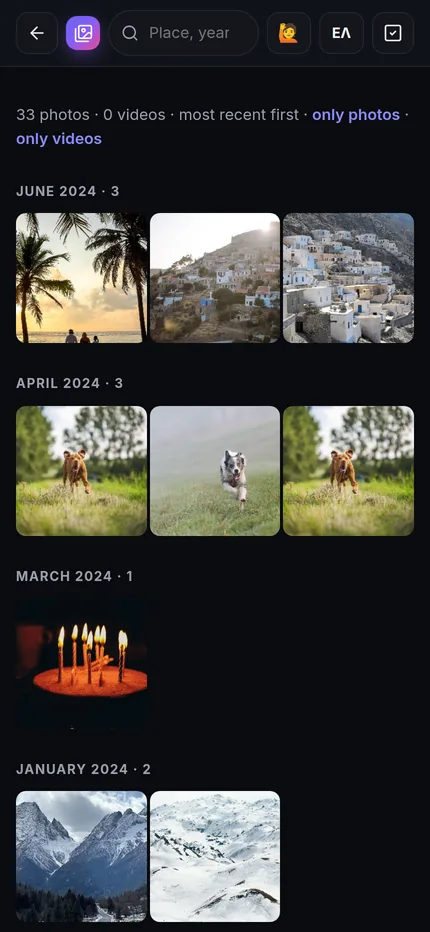 Place, year
ΕΛ
33 photos · 0 videos · most recent first · only photos ·
only videos
JUNE 2024 · 3
APRIL 2024 · 3
MARCH 2024 · 1
JANUARY 2024 · 2